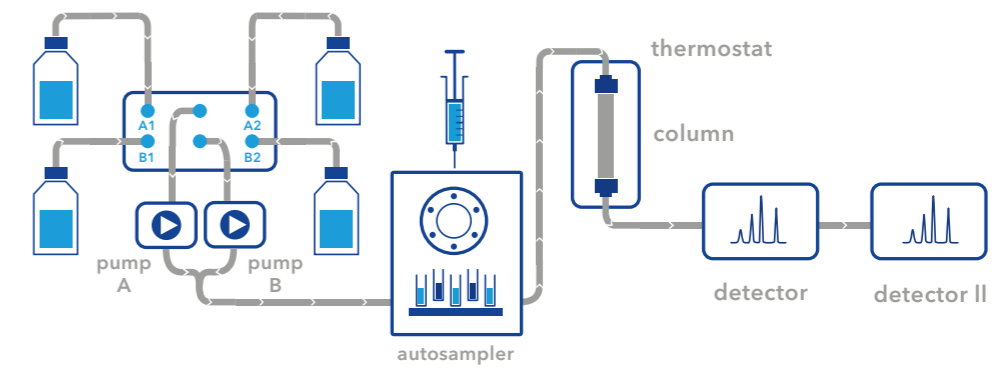 thermostat
A1
A2
column
B1
B2
pump
A
pump
B
detector
detector II
autosampler